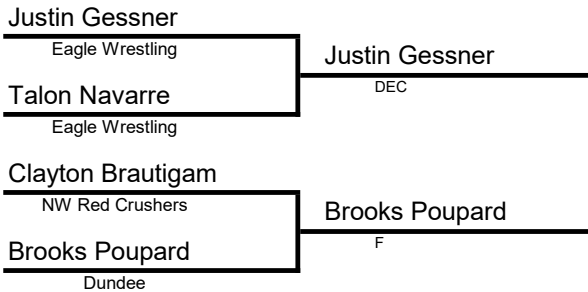 Justin Gessner
Eagle Wrestling
Talon Navarre
Eagle Wrestling
Clayton Brautigam
NW Red Crushers
Brooks Poupard
Dundee
Justin Gessner
DEC
Brooks Poupard
F